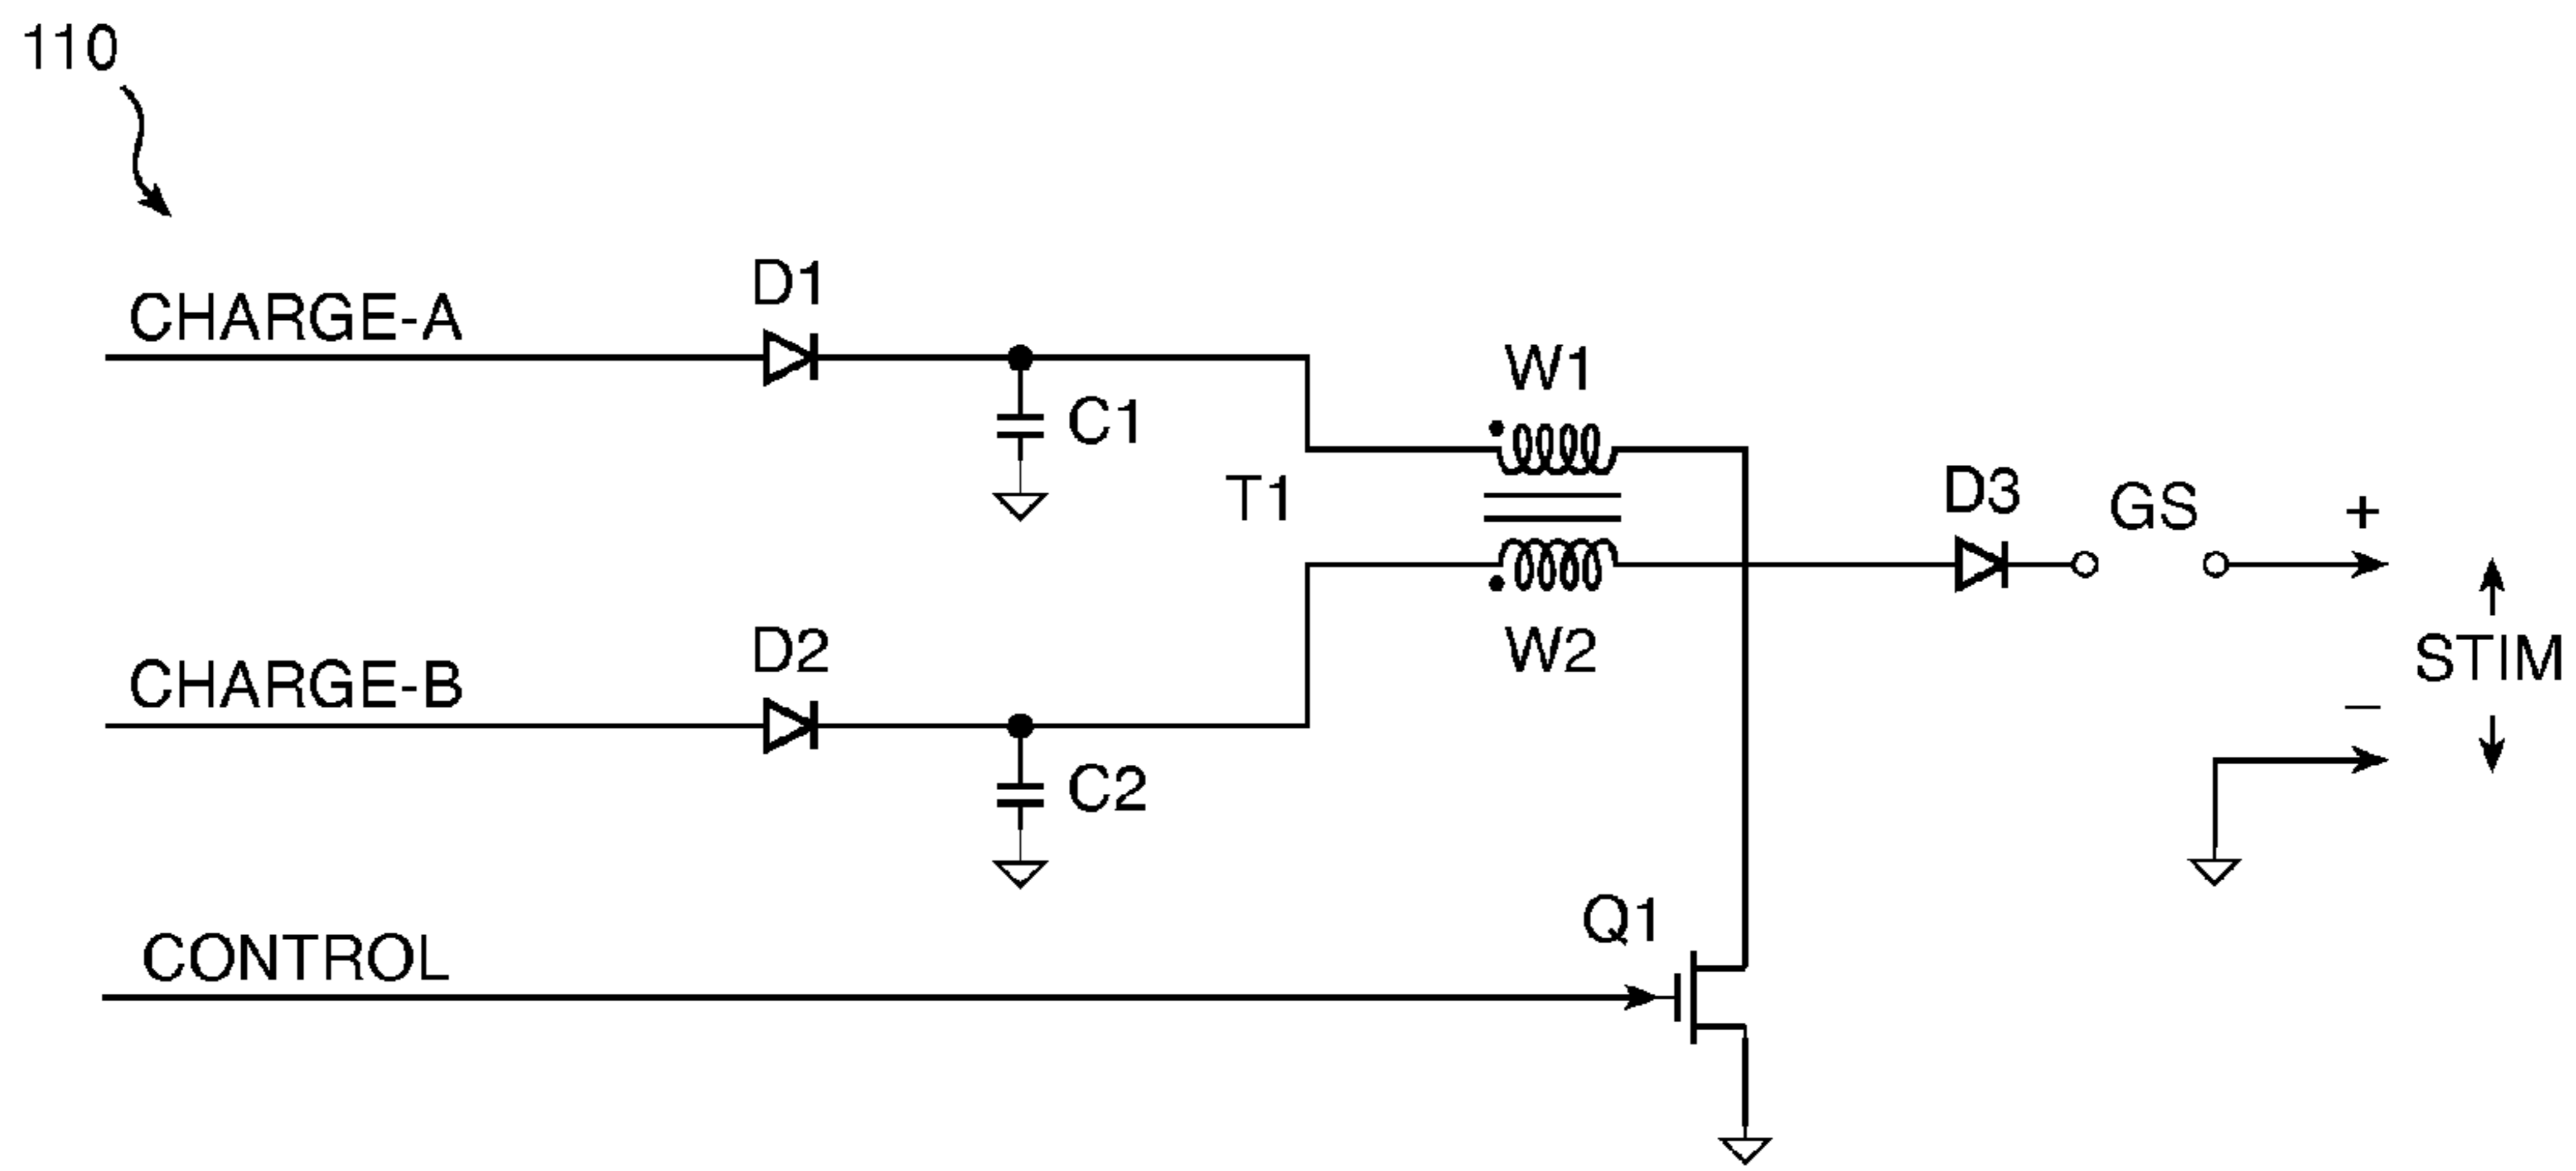 110
CHARGE-A
D1
C1
W1
T1
D3
GS
+
STIM
−
CHARGE-B
D2
C2
W2
CONTROL
Q1